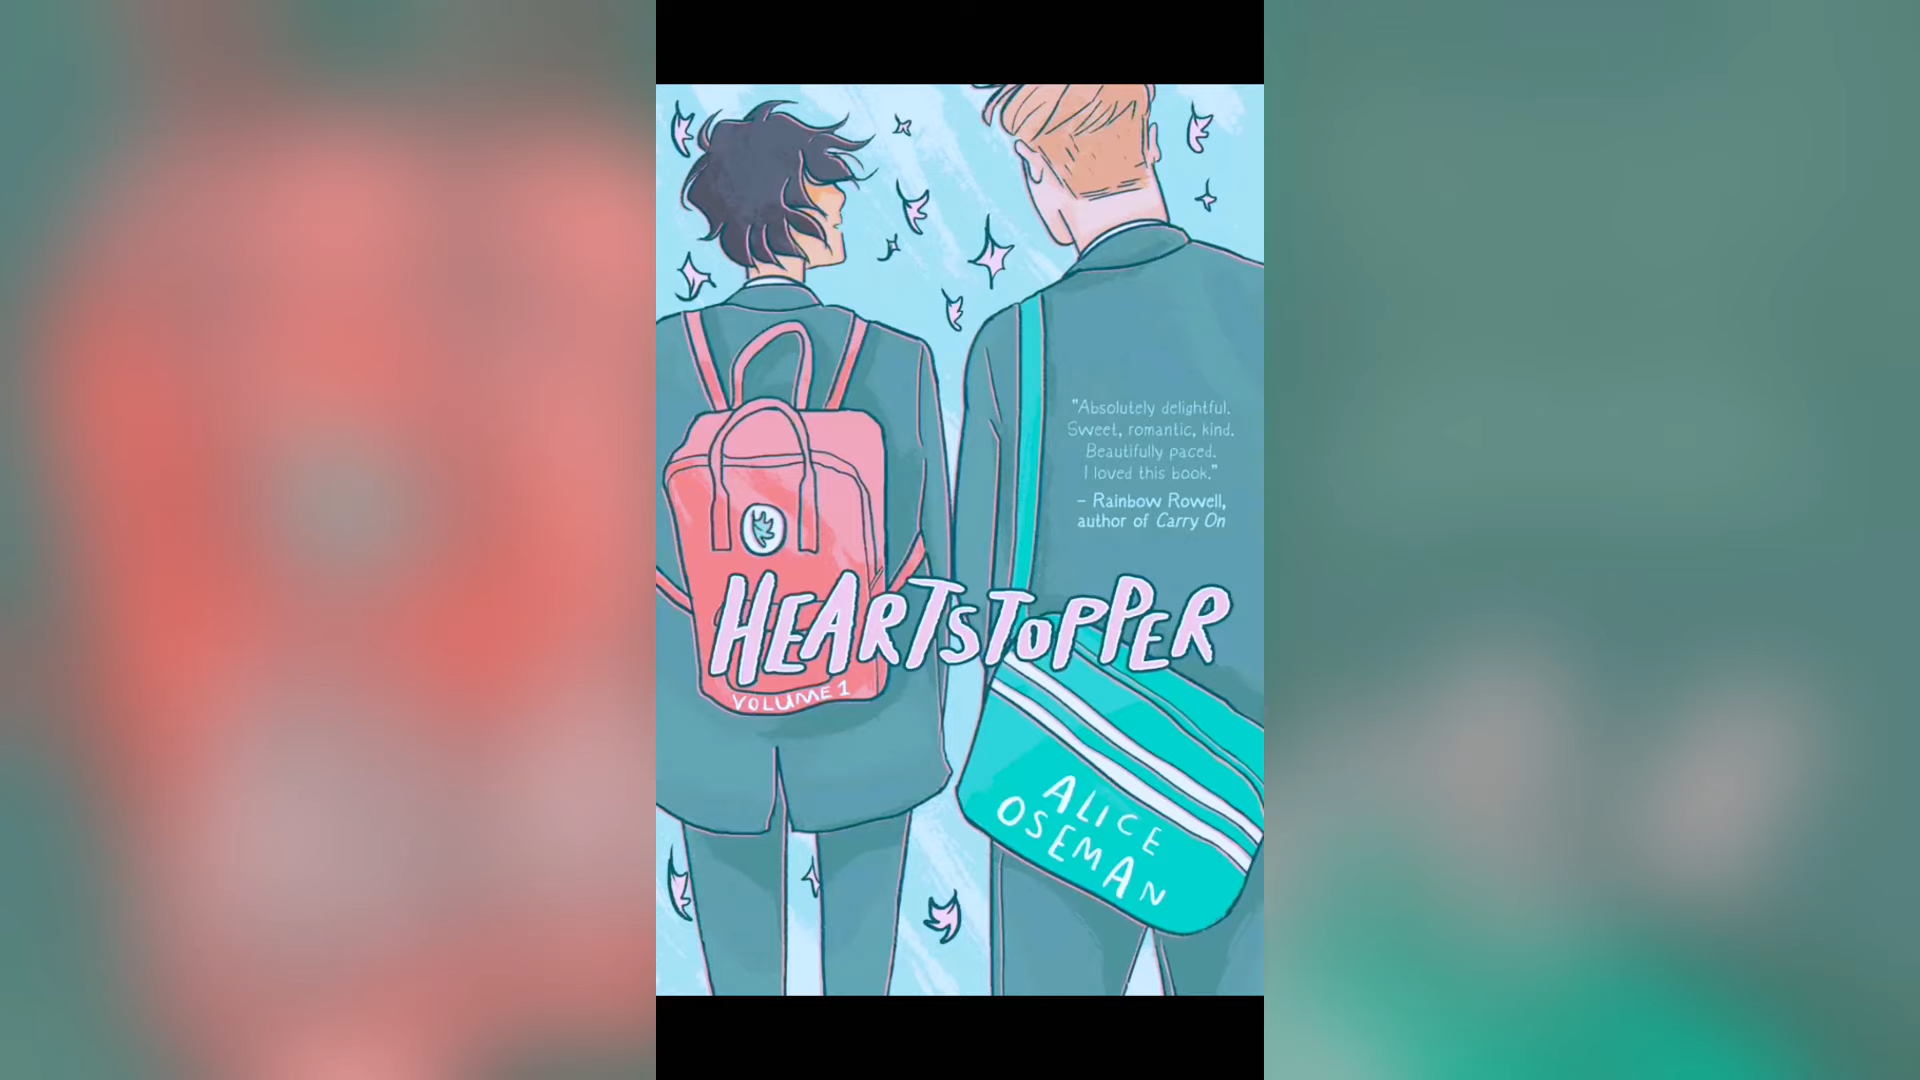 "Absolutely delightful.
Sweet, romantic, kind.
Beautifully paced.
I loved this book."
– Rainbow Rowell,
author of Carry On
HEARTSTOPPER
VOLUME 1
ALICE
OSEMAN